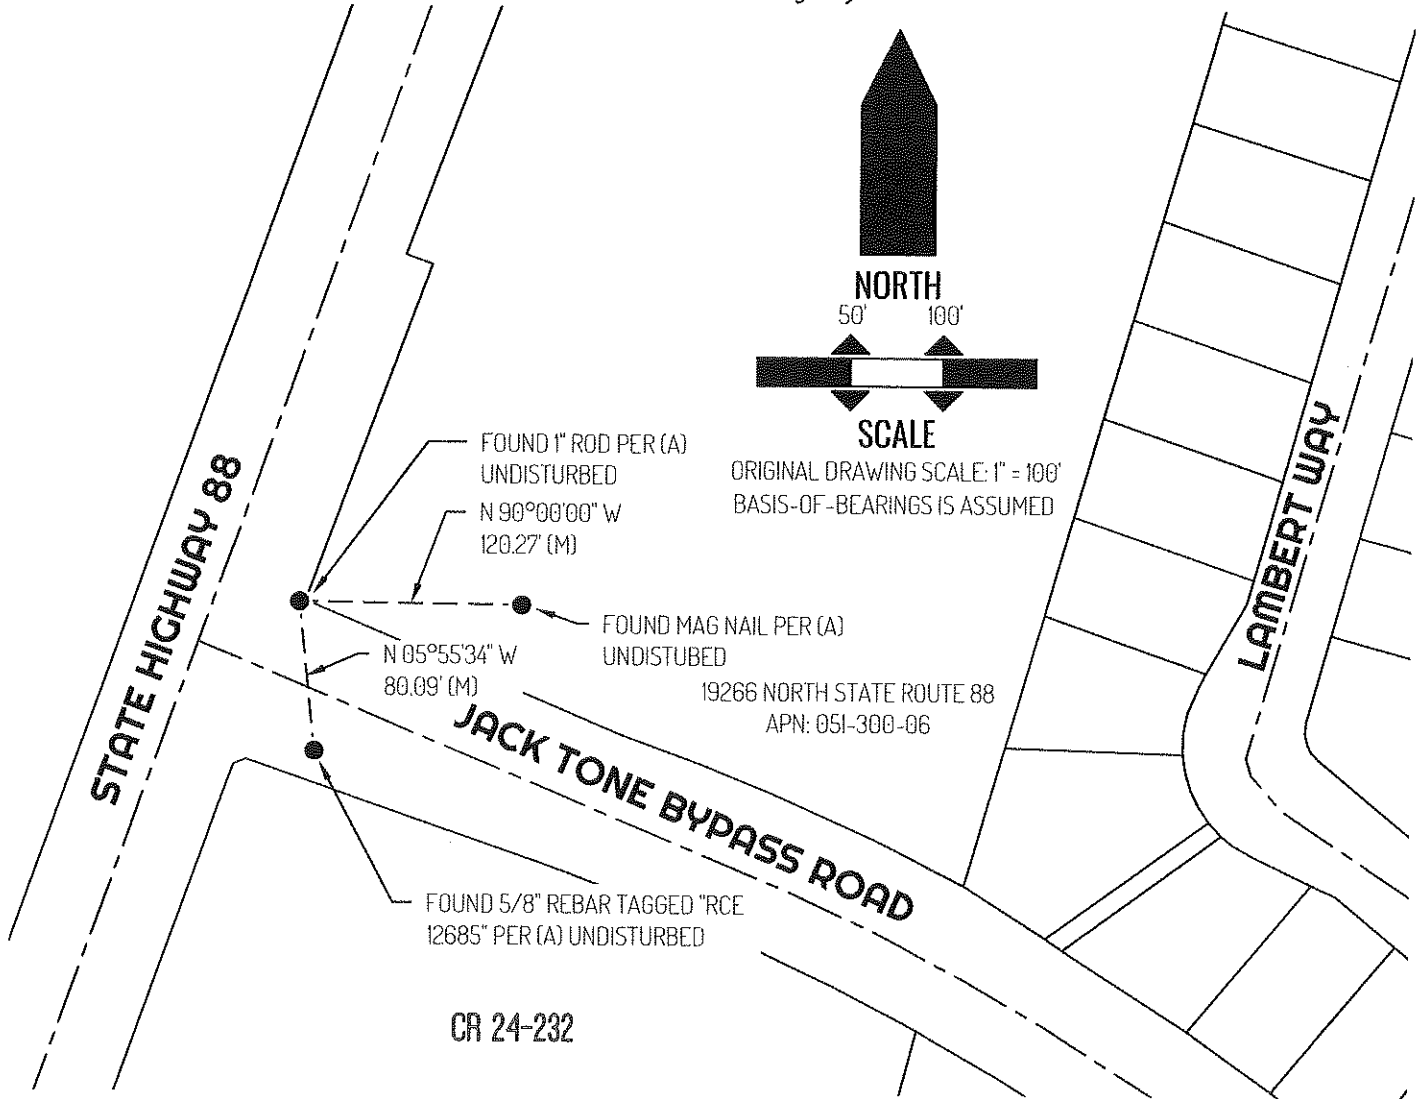 NORTH
50' 100'
SCALE
ORIGINAL DRAWING SCALE: 1" = 100'
BASIS-OF-BEARINGS IS ASSUMED
FOUND 1" ROD PER (A)
UNDISTURBED
N 90°00'00" W
120.27' (M)
FOUND MAG NAIL PER (A)
UNDISTUBED
N 05°55'34" W
80.09' (M)
19266 NORTH STATE ROUTE 88
APN: 051-300-06
STATE HIGHWAY 88
JACK TONE BYPASS ROAD
LAMBERT WAY
FOUND 5/8" REBAR TAGGED "RCE
12685" PER (A) UNDISTURBED
CR 24-232